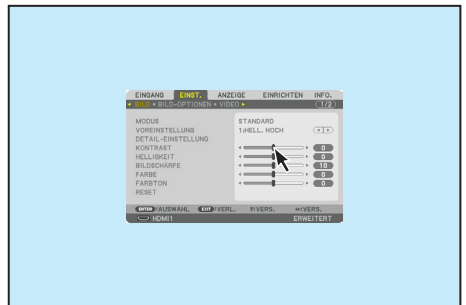 EINGANG EINST. ANZEIGE EINRICHTEN INFO.
BILD • BILD-OPTIONEN • VIDEO 1/2
MODUS STANDARD
VOREINSTELLUNG 1:HELL. HOCH
DETAIL-EINSTELLUNG
KONTRAST 0
HELLIGKEIT 0
BILDSCHÄRFE 10
FARBE 0
FARBTON 0
RESET
ENTER:AUSWAHL EXIT:VERL. ↕:VERS. ↔:VERS.
HDMI1 ERWEITERT